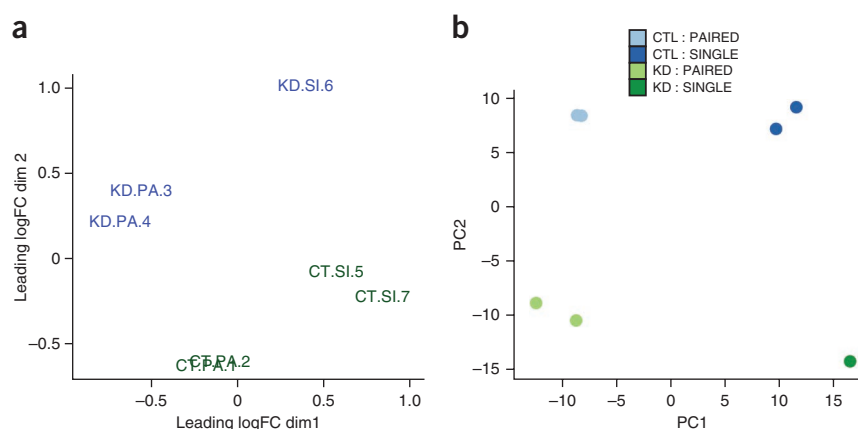 a
Leading logFC dim 2
1.0
0.5
0
−0.5
KD.SI.6
KD.PA.3
KD.PA.4
CT.SI.5
CT.SI.7
CT.PA.2
CT.PA.1
−0.5
0
0.5
1.0
Leading logFC dim1
b
CTL : PAIRED
CTL : SINGLE
KD : PAIRED
KD : SINGLE
PC2
10
5
0
−5
−10
−15
−10
−5
0
5
10
15
PC1